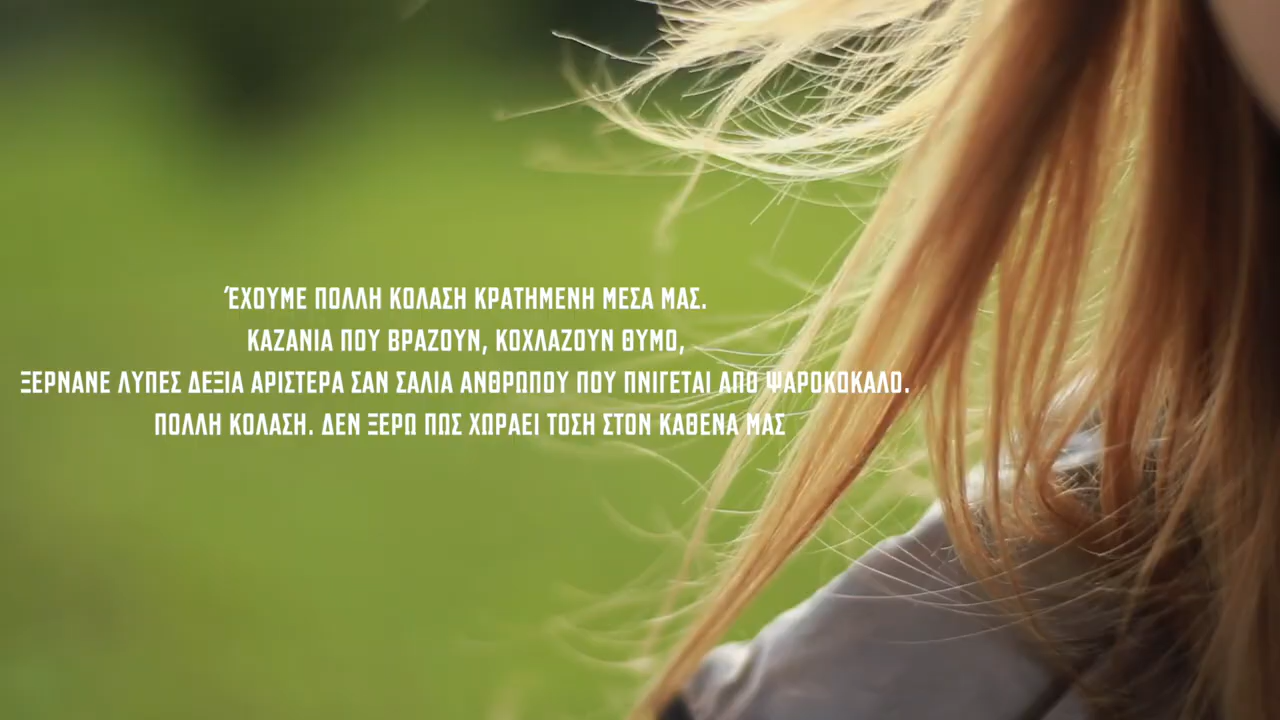 Έχουμε ΠΟΛΛΗ ΚΟΛΑΣΗ ΚΡΑΤΗΜΕΝΗ ΜΕΣΑ ΜΑΣ.
ΚΑΖΑΝΙΑ ΠΟΥ ΒΡΑΖΟΥΝ, ΚΟΧΛΑΖΟΥΝ ΘΥΜΟ,
ΞΕΡΝΑΝΕ ΛΥΠΕΣ ΔΕΞΙΑ ΑΡΙΣΤΕΡΑ ΣΑΝ ΣΑΛΙΑ ΑΝΘΡΩΠΟΥ ΠΟΥ ΠΝΙΓΕΤΑΙ ΑΠΟ ΨΑΡΟΚΟΚΑΛΟ.
ΠΟΛΛΗ ΚΟΛΑΣΗ. ΔΕΝ ΞΕΡΩ ΠΩΣ ΧΩΡΑΕΙ ΤΟΣΗ ΣΤΟΝ ΚΑΘΕΝΑ ΜΑΣ